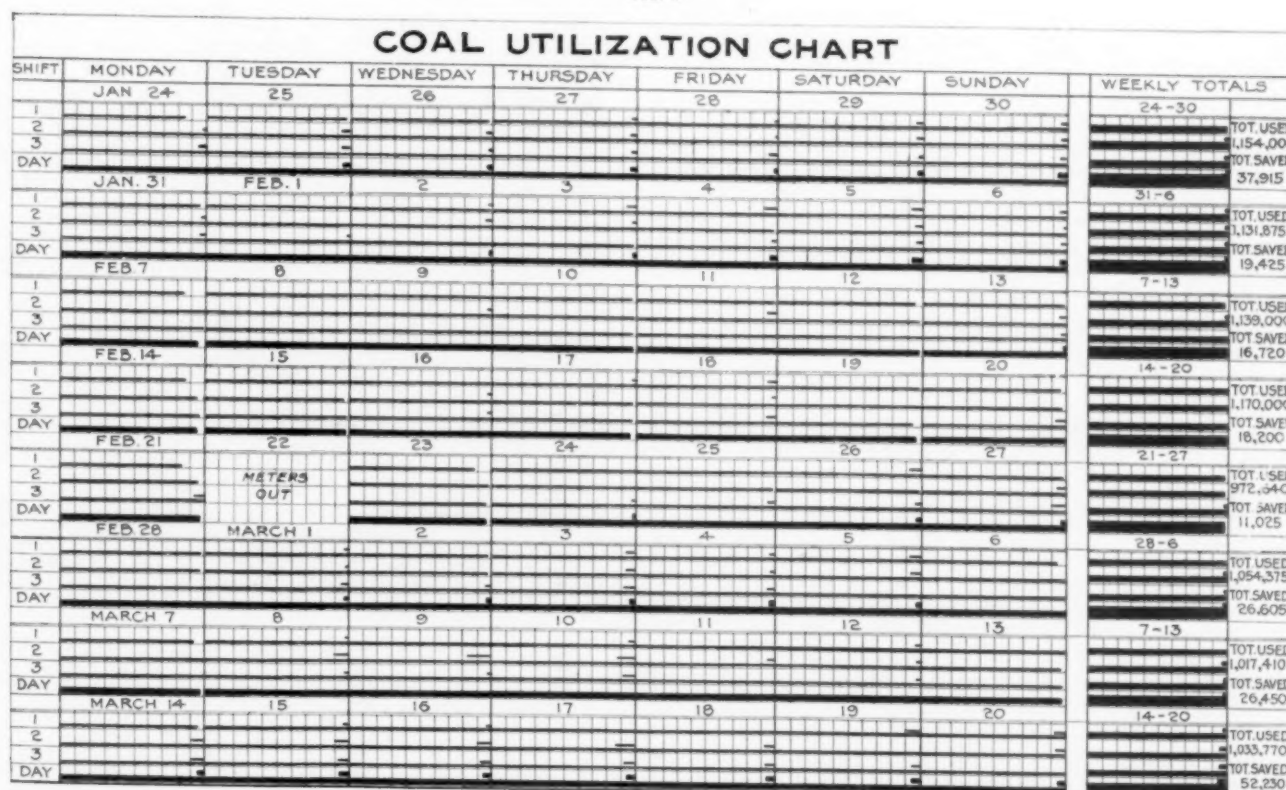 COAL UTILIZATION CHART
SHIFT MONDAY TUESDAY WEDNESDAY THURSDAY FRIDAY SATURDAY SUNDAY WEEKLY TOTALS
JAN 24 25 26 27 28 29 30 24-30
1
2 TOT. USED
3 1,154,00
DAY TOT. SAVED
37,915
JAN. 31 FEB. 1 2 3 4 5 6 31-6
1
2 TOT. USED
3 1,131,875
DAY TOT. SAVED
19,425
FEB. 7 8 9 10 11 12 13 7-13
1
2 TOT. USED
3 1,139,000
DAY TOT. SAVED
16,720
FEB. 14 15 16 17 18 19 20 14-20
1
2 TOT. USED
3 1,170,000
DAY TOT. SAVED
18,200
FEB. 21 22 23 24 25 26 27 21-27
1
2 METERS TOT. USED
3 OUT
DAY TOT. SAVED
11,025
FEB. 28 MARCH 1 2 3 4 5 6 28-6
1
2 TOT. USED
3 1,054,375
DAY TOT. SAVED
26,605
MARCH 7 8 9 10 11 12 13 7-13
1
2 TOT. USED
3 1,017,410
DAY TOT. SAVED
26,450
MARCH 14 15 16 17 18 19 20 14-20
1
2 TOT. USED
3 1,033,770
DAY TOT. SAVED
52,230